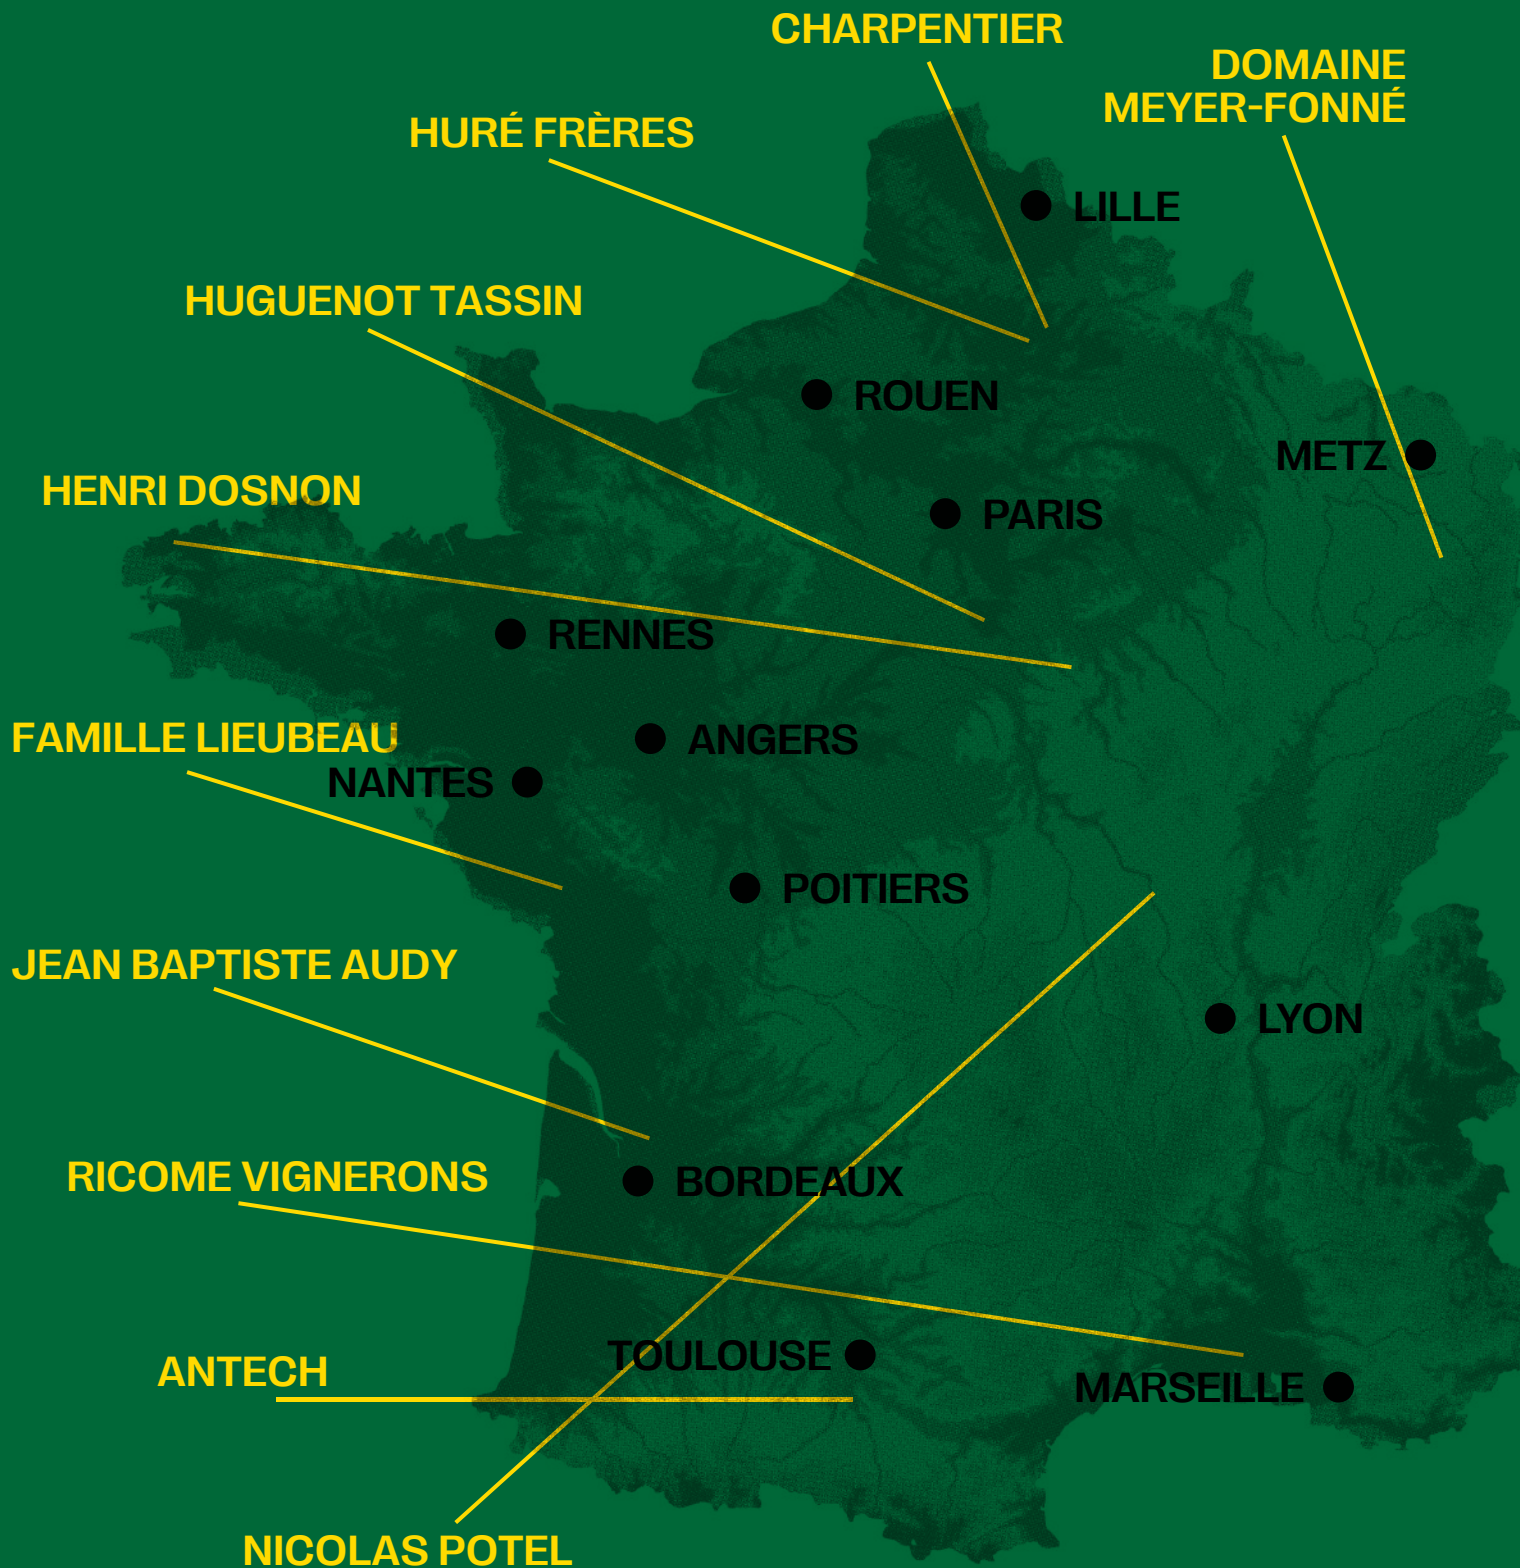 CHARPENTIER
DOMAINE
MEYER-FONNÉ
HURÉ FRÈRES
LILLE
HUGUENOT TASSIN
ROUEN
METZ
HENRI DOSNON
PARIS
RENNES
FAMILLE LIEUBEAU
ANGERS
NANTES
POITIERS
JEAN BAPTISTE AUDY
LYON
RICOME VIGNERONS
BORDEAUX
TOULOUSE
ANTECH
MARSEILLE
NICOLAS POTEL